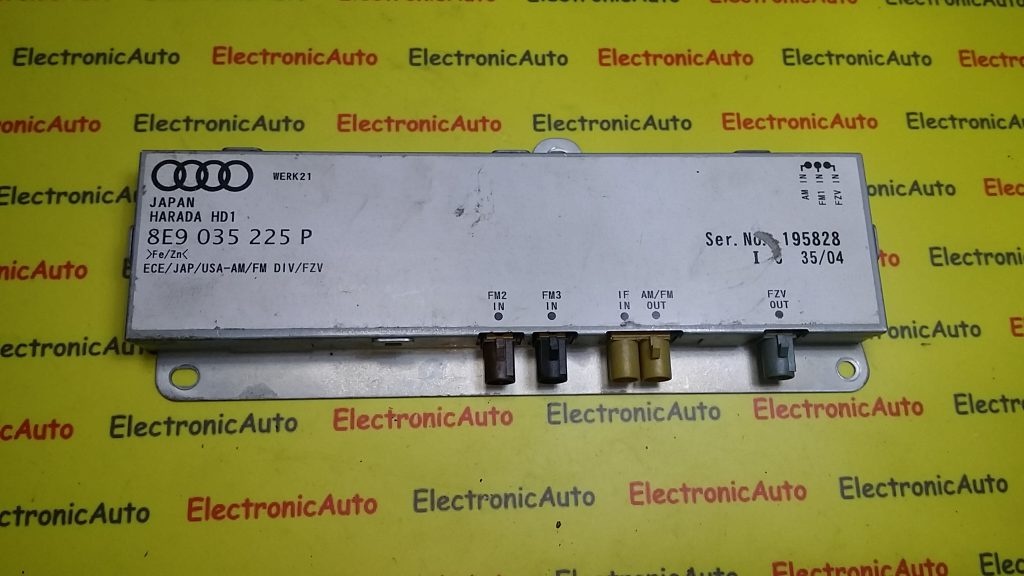 ElectronicAuto ElectronicAuto ElectronicAuto ElectronicAuto ElectronicAuto
ElectronicAuto ElectronicAuto ElectronicAuto ElectronicAuto
WERK21
JAPAN
HARADA HD1
8E9 035 225 P
>Fe/Zn<
ECE/JAP/USA-AM/FM DIV/FZV
AM IN
FM1 IN
FZV IN
Ser. No. 195828
35/04
FM2 IN
FM3 IN
IF IN
AM/FM OUT
FZV OUT
ElectronicAuto ElectronicAuto ElectronicAuto ElectronicAuto
ElectronicAuto ElectronicAuto ElectronicAuto ElectronicAuto